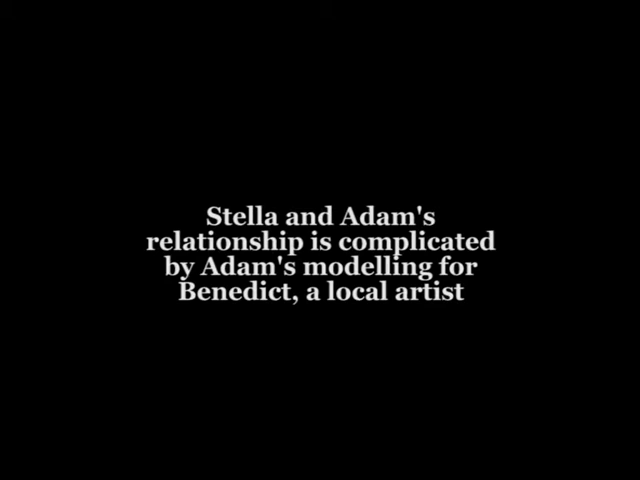 Stella and Adam's
relationship is complicated
by Adam's modelling for
Benedict, a local artist